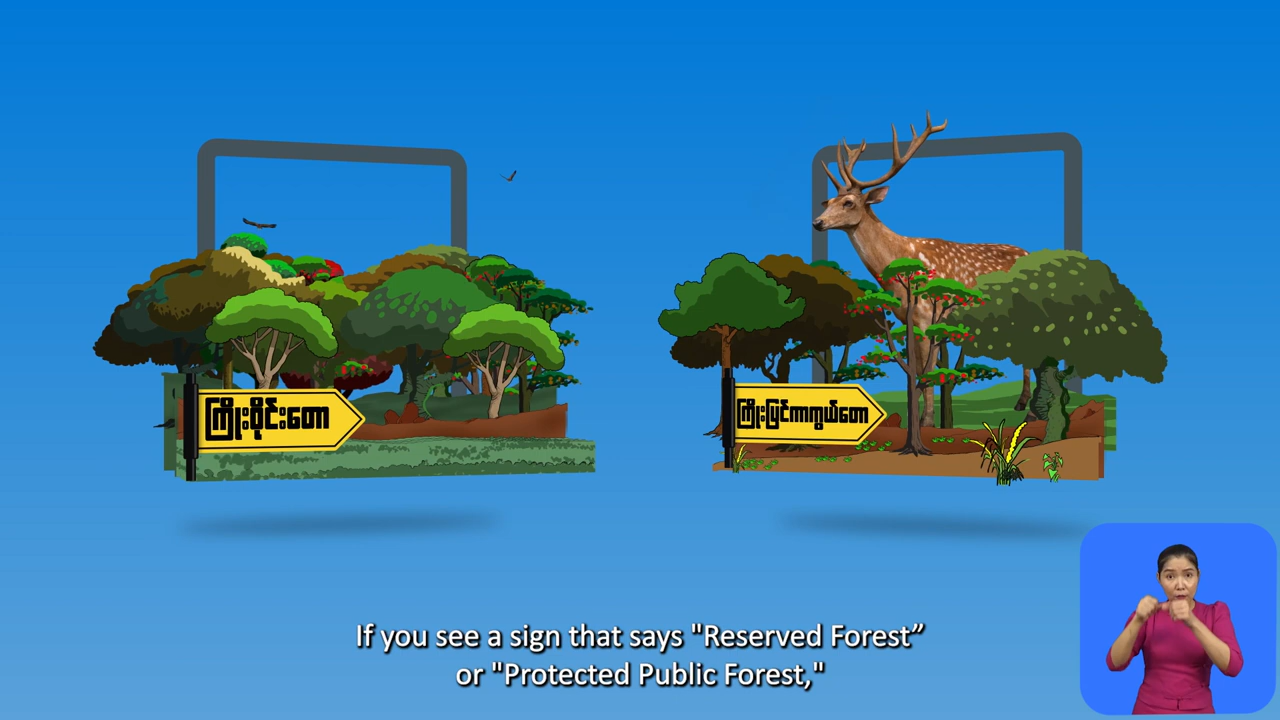 ကြိုးဝိုင်းတော
ကြိုးပြင်ကာကွယ်တော
If you see a sign that says "Reserved Forest”
or "Protected Public Forest,"